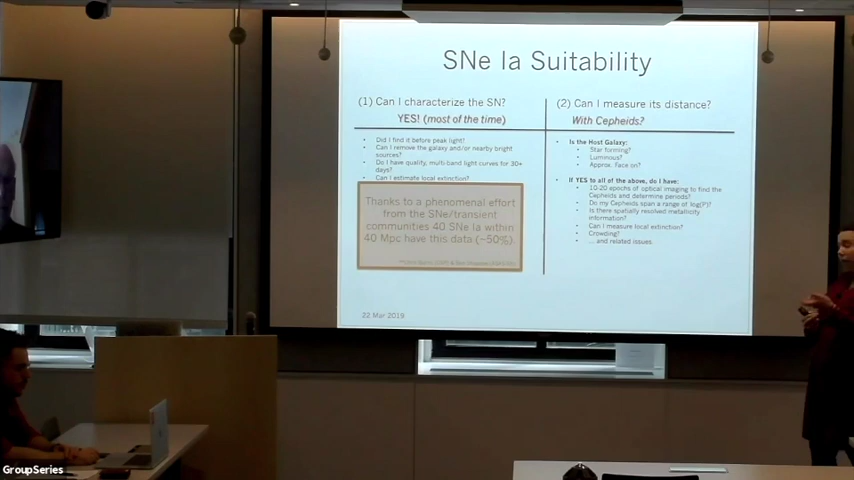 SNe Ia Suitability
(1) Can I characterize the SN?
YES! (most of the time)
• Did I find it before peak light!
• Can I remove the galaxy and/or nearby bright
sources?
• Do I have quality, multi-band light curves for 30+
days?
• Can I estimate local extinction?
Thanks to a phenomenal effort
from the SNe/transient
communities 40 SNe Ia within
40 Mpc have this data (~50%).
22 Mar 2019
(2) Can I measure its distance?
With Cepheids?
• Is the Host Galaxy:
• Star forming?
• Luminous?
• Approx. Face on?
• If YES to all of the above, do I have:
• 10-20 epochs of optical imaging to find the
Cepheids and determine periods?
• Do my Cepheids span a range of log(P)?
• Is there spatially resolved metallicity
information?
• Can I measure local extinction?
• Crowding?
• ... and related issues
GroupSeries